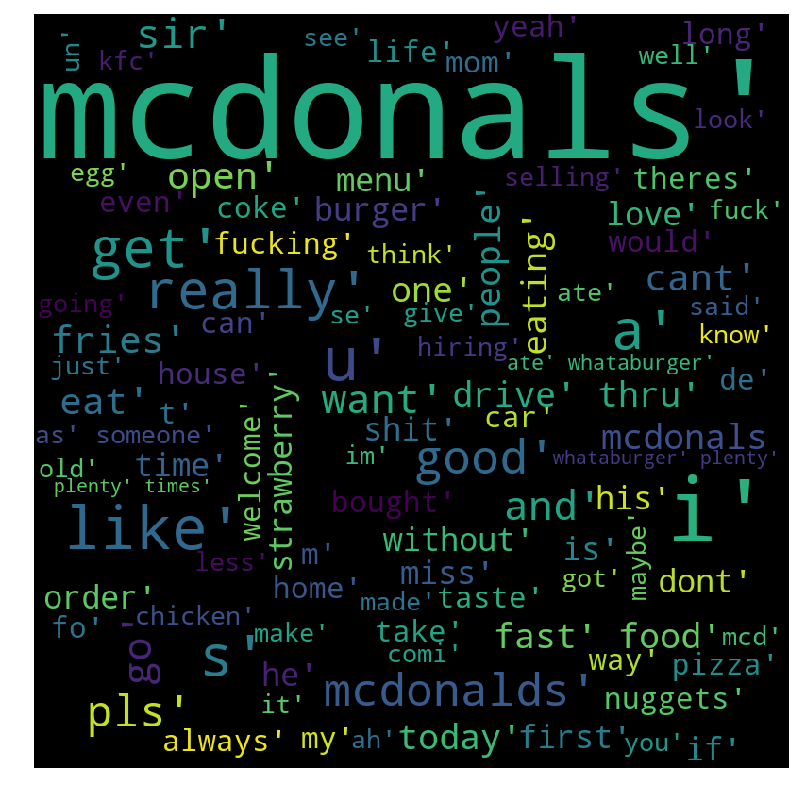 un' sir' see' life' yeah' long'
kfc' mom' well'
mcdonals' look'
egg' open' menu' selling' theres'
even' coke' burger' people' love' fuck'
get' fucking' think' eating' would'
really' one' ate' cant'
going' can' se' give' said'
fries' u' hiring' a' know'
just' house' ate' whataburger' de'
eat' t' want' drive' thru'
as' someone' welcome' strawberry' shit' car' mcdonals
old' time' im' good' whataburger' plenty'
plenty' times' bought' and' his' i'
like' without' is' maybe'
less' m' miss' got' dont'
order' home' made' taste'
fo' chicken' make' take' fast' food' mcd'
go' s' he' comi' way' pizza'
pls' it' mcdonalds' nuggets'
always' my' ah' today' first' you' if'